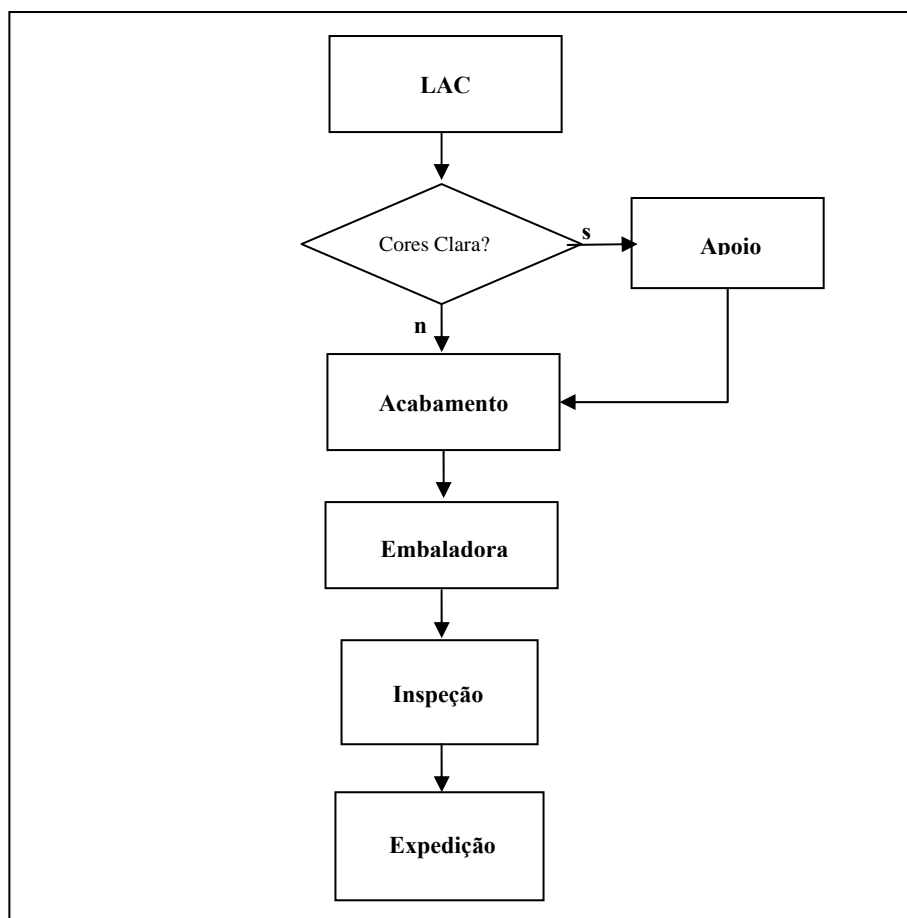 LAC
Cores Clara?
s
Apoio
n
Acabamento
Embaladora
Inspeção
Expedição